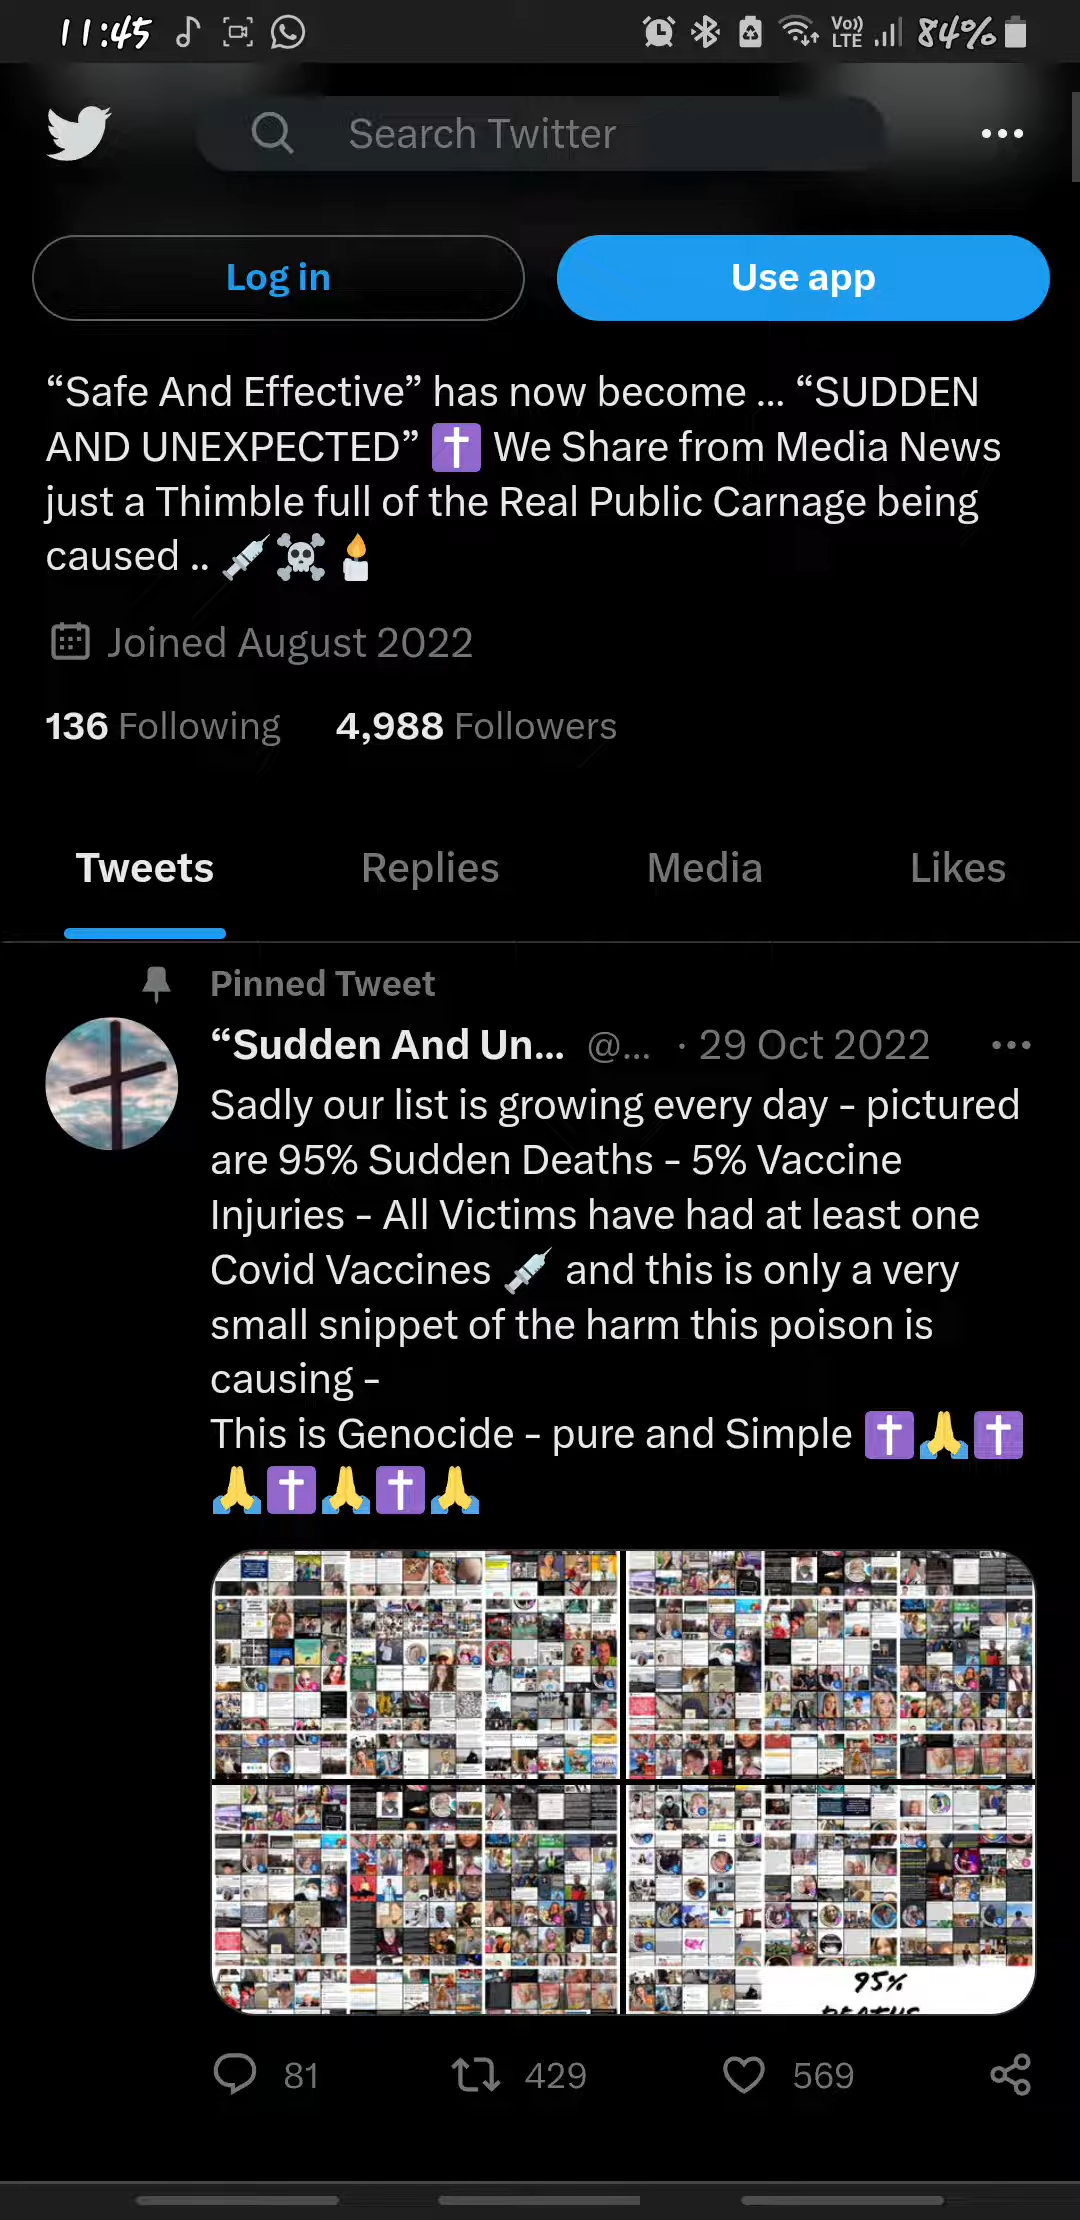 11:45
Vo))
LTE
84%
Search Twitter
Log in
Use app
“Safe And Effective” has now become ... “SUDDEN
AND UNEXPECTED” ✝️ We Share from Media News
just a Thimble full of the Real Public Carnage being
caused .. 💉☠️🕯️
Joined August 2022
136 Following 4,988 Followers
Tweets Replies Media Likes
Pinned Tweet
“Sudden And Un... @... · 29 Oct 2022
Sadly our list is growing every day - pictured
are 95% Sudden Deaths - 5% Vaccine
Injuries - All Victims have had at least one
Covid Vaccines 💉 and this is only a very
small snippet of the harm this poison is
causing -
This is Genocide - pure and Simple ✝️🙏✝️
🙏✝️🙏✝️🙏
95%
DEATHS
81 429 569